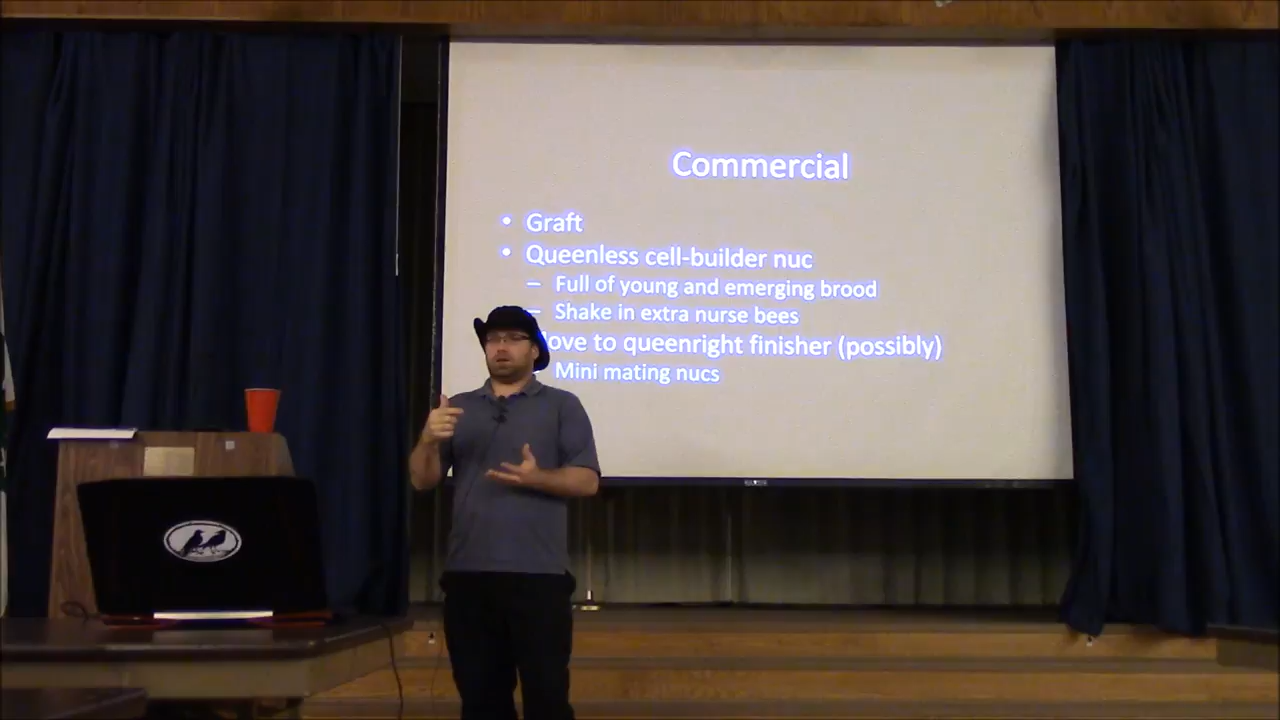 Commercial
• Graft
• Queenless cell-builder nuc
– Full of young and emerging brood
– Shake in extra nurse bees
ove to queenright finisher (possibly)
Mini mating nucs